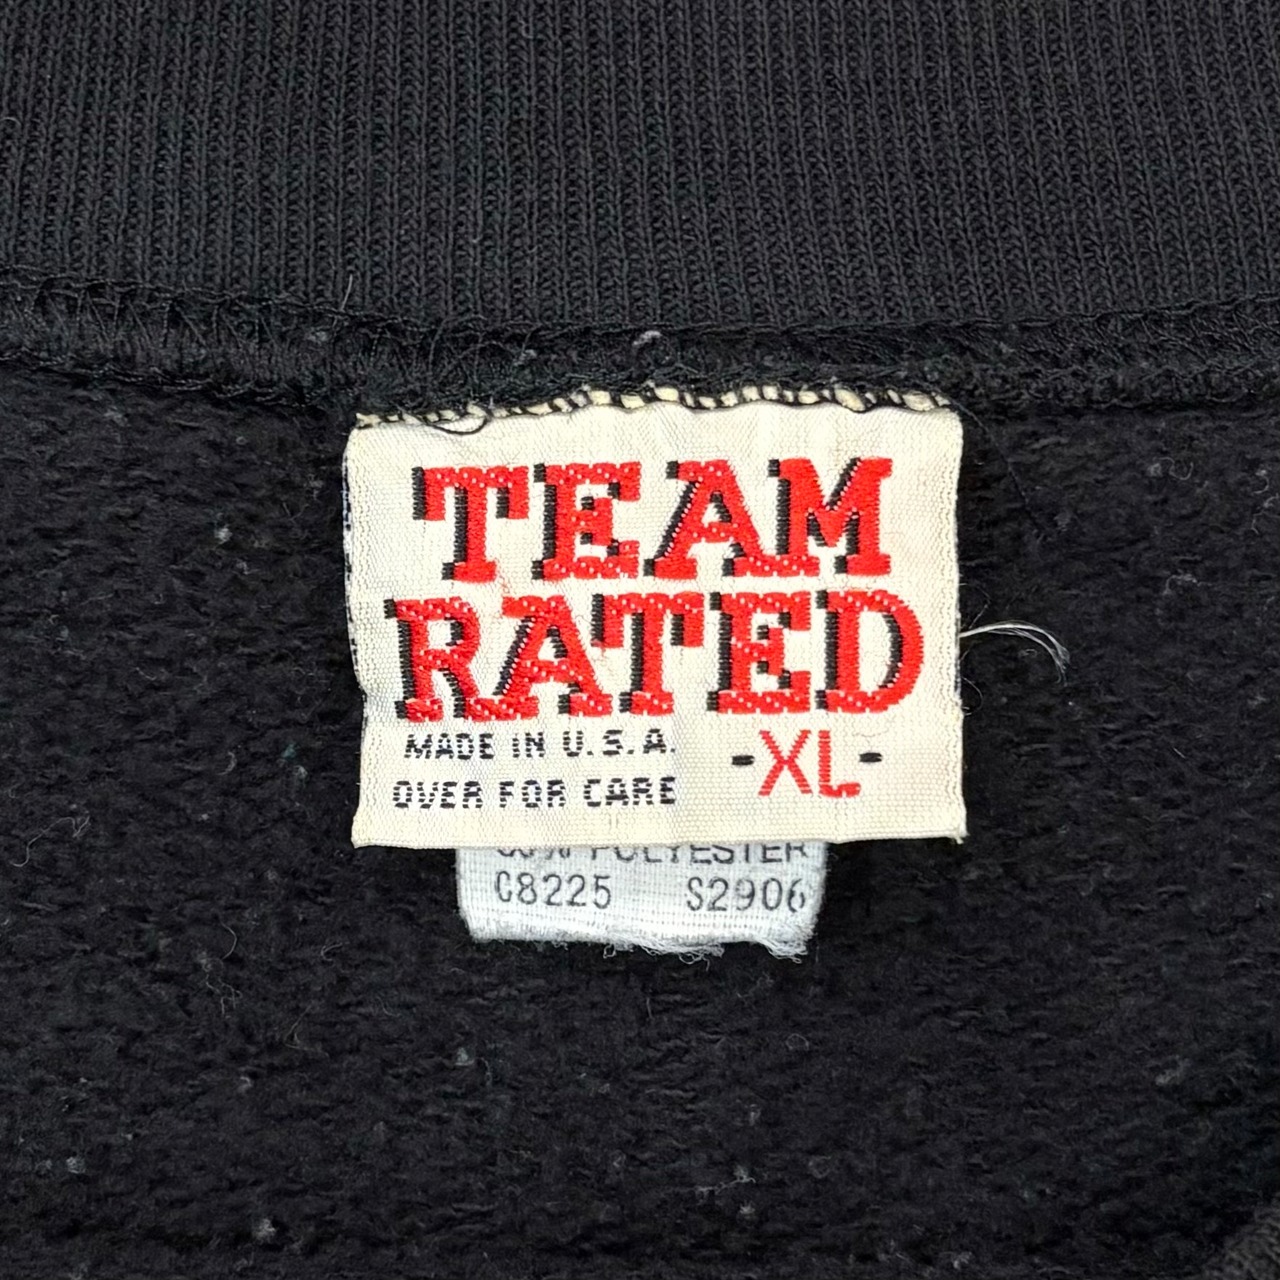 TEAM
RATED
MADE IN U.S.A.
OVER FOR CARE
-XL-
POLYESTER
C8225 S2906